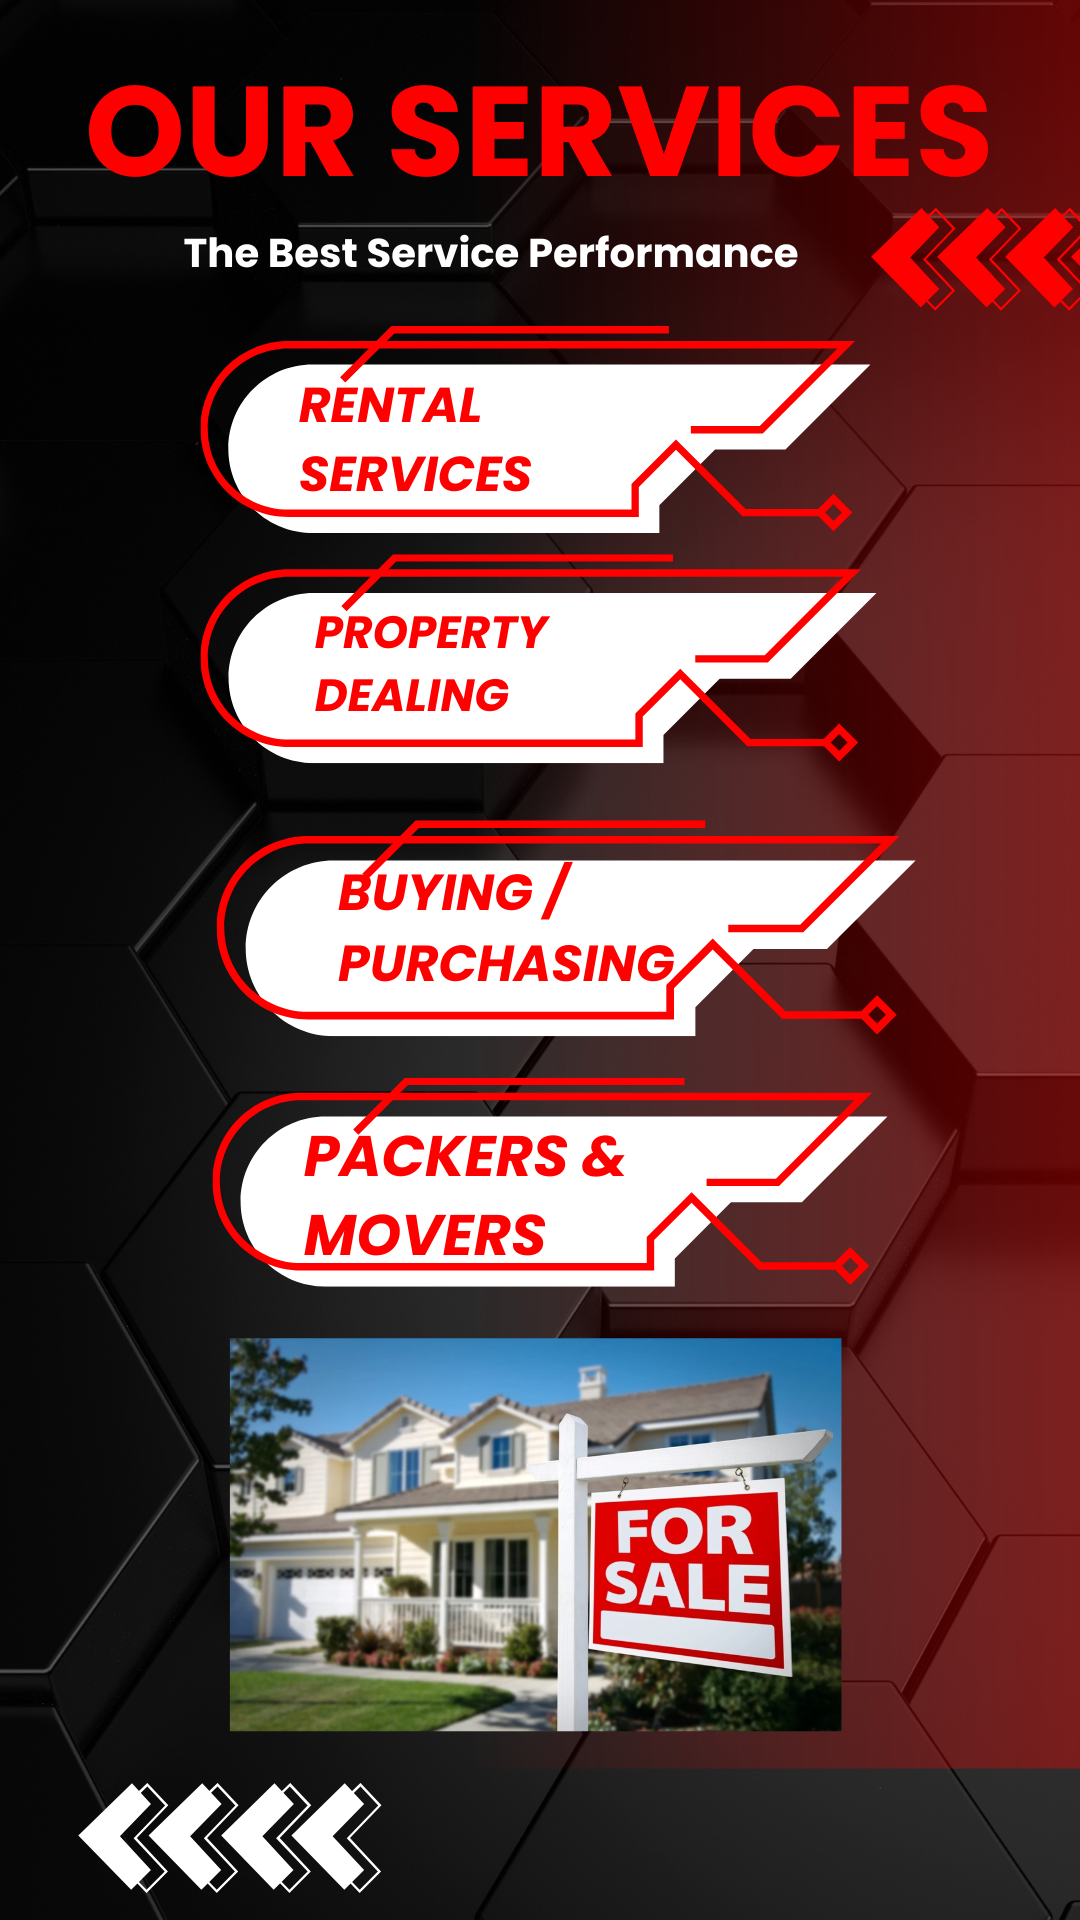 OUR SERVICES
The Best Service Performance
RENTAL
SERVICES
PROPERTY
DEALING
BUYING /
PURCHASING
PACKERS &
MOVERS
FOR
SALE